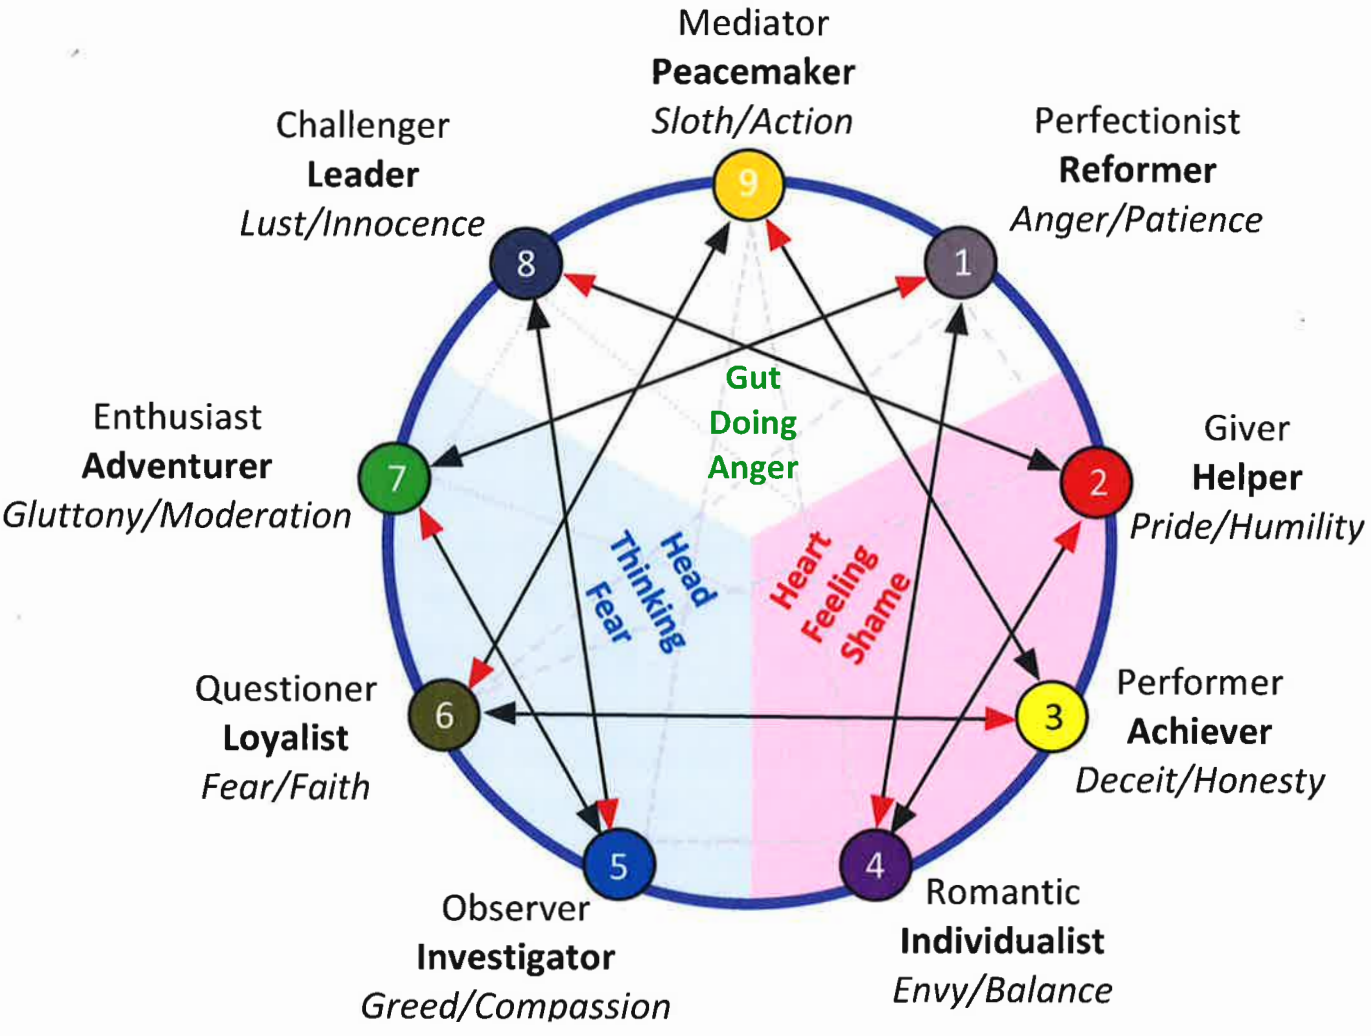 Mediator
Peacemaker
Sloth/Action
9
Perfectionist
Reformer
Anger/Patience
1
Giver
Helper
Pride/Humility
2
Performer
Achiever
Deceit/Honesty
3
Romantic
Individualist
Envy/Balance
4
Observer
Investigator
Greed/Compassion
5
Questioner
Loyalist
Fear/Faith
6
Enthusiast
Adventurer
Gluttony/Moderation
7
Challenger
Leader
Lust/Innocence
8
Gut
Doing
Anger
Heart
Feeling
Shame
Head
Thinking
Fear